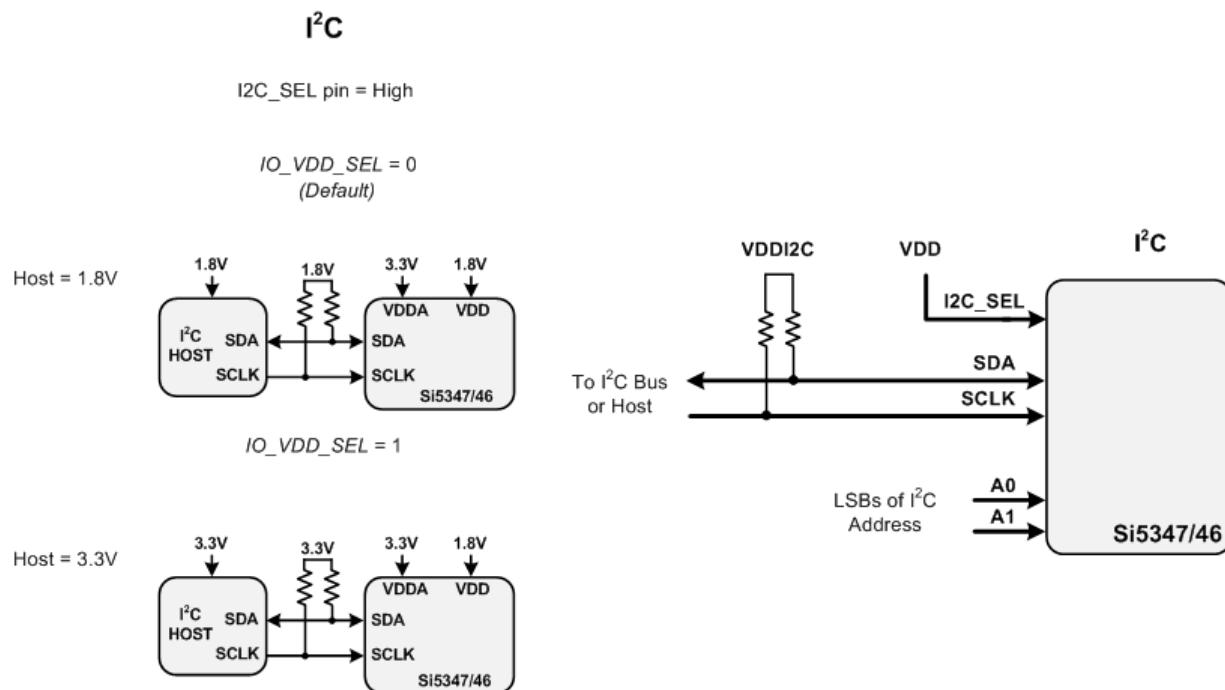 I²C
I2C_SEL pin = High
IO_VDD_SEL = 0
(Default)
Host = 1.8V
1.8V
1.8V
3.3V
1.8V
VDDA
VDD
I²C
HOST
SDA
SCLK
SDA
SCLK
Si5347/46
IO_VDD_SEL = 1
Host = 3.3V
3.3V
3.3V
3.3V
1.8V
VDDA
VDD
I²C
HOST
SDA
SCLK
SDA
SCLK
Si5347/46
I²C
VDDI2C
VDD
I2C_SEL
SDA
SCLK
To I²C Bus
or Host
LSBs of I²C
Address
A0
A1
Si5347/46